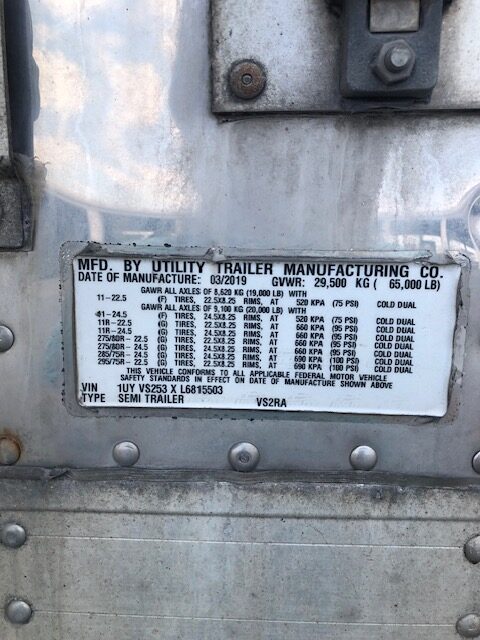 MFD. BY UTILITY TRAILER MANUFACTURING CO.
DATE OF MANUFACTURE: 03/2019 GVWR: 29,500 KG ( 65,000 LB)
GAWR ALL AXLES OF 8,620 KG (19,000 LB) WITH
11-22.5 (F) TIRES, 22.5X8.25 RIMS, AT 520 KPA (75 PSI) COLD DUAL
GAWR ALL AXLES OF 9,100 KG (20,000 LB) WITH
11-24.5 (F) TIRES, 24.5X8.25 RIMS, AT 520 KPA (75 PSI) COLD DUAL
11R-22.5 (G) TIRES, 22.5X8.25 RIMS, AT 660 KPA (95 PSI) COLD DUAL
11R-24.5 (G) TIRES, 24.5X8.25 RIMS, AT 660 KPA (95 PSI) COLD DUAL
275/80R-22.5 (G) TIRES, 22.5X8.25 RIMS, AT 660 KPA (95 PSI) COLD DUAL
275/80R-24.5 (G) TIRES, 24.5X8.25 RIMS, AT 660 KPA (95 PSI) COLD DUAL
285/75R-24.5 (G) TIRES, 24.5X8.25 RIMS, AT 690 KPA (100 PSI) COLD DUAL
295/75R-22.5 (G) TIRES, 22.5X8.25 RIMS, AT 690 KPA (100 PSI) COLD DUAL
THIS VEHICLE CONFORMS TO ALL APPLICABLE FEDERAL MOTOR VEHICLE
SAFETY STANDARDS IN EFFECT ON DATE OF MANUFACTURE SHOWN ABOVE
VIN 1UY VS253 X L6815503
TYPE SEMI TRAILER VS2RA